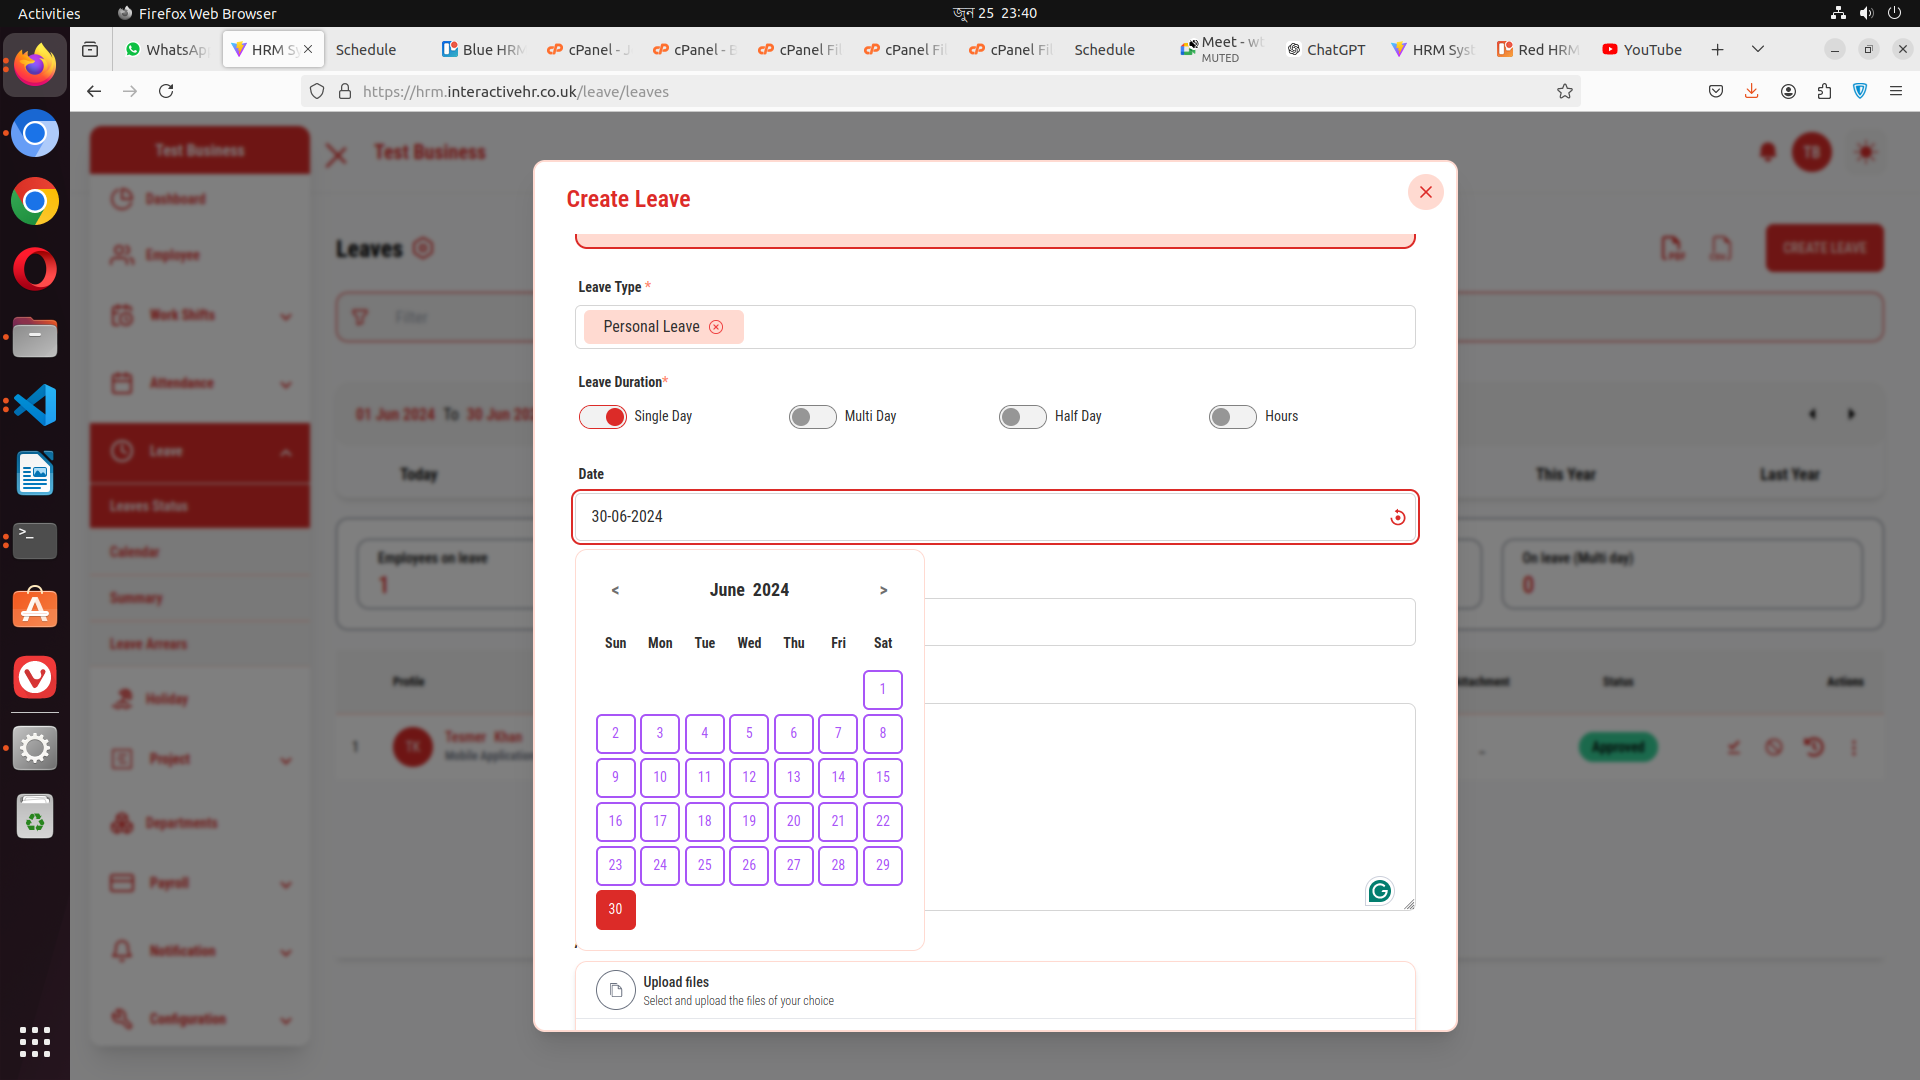 Activities
Firefox Web Browser
জুন 25 23:40
WhatsAp
HRM Sy
Schedule
Blue HRM
cPanel - J
cPanel - B
cPanel Fil
cPanel Fil
cPanel Fil
Schedule
Meet - wt
MUTED
ChatGPT
HRM Syst
Red HRM
YouTube
https://hrm.interactivehr.co.uk/leave/leaves
Test Business
Test Business
TB
Dashboard
Employee
Work Shifts
Attendance
Leave
Leaves Status
Calendar
Summary
Leave Arrears
Holiday
Project
Departments
Payroll
Notification
Configuration
Leaves
CREATE LEAVE
Filter
01 Jun 2024 To 30 Jun 202
Today
This Year
Last Year
Employees on leave
1
On leave (Multi day)
0
Profile
ttachment
Status
Actions
1
TK
Tasmer Khan
Mobile Application
-
Approved
Create Leave
Leave Type *
Personal Leave
Leave Duration*
Single Day
Multi Day
Half Day
Hours
Date
30-06-2024
< June 2024 >
Sun Mon Tue Wed Thu Fri Sat
1
2 3 4 5 6 7 8
9 10 11 12 13 14 15
16 17 18 19 20 21 22
23 24 25 26 27 28 29
30
Upload files
Select and upload the files of your choice